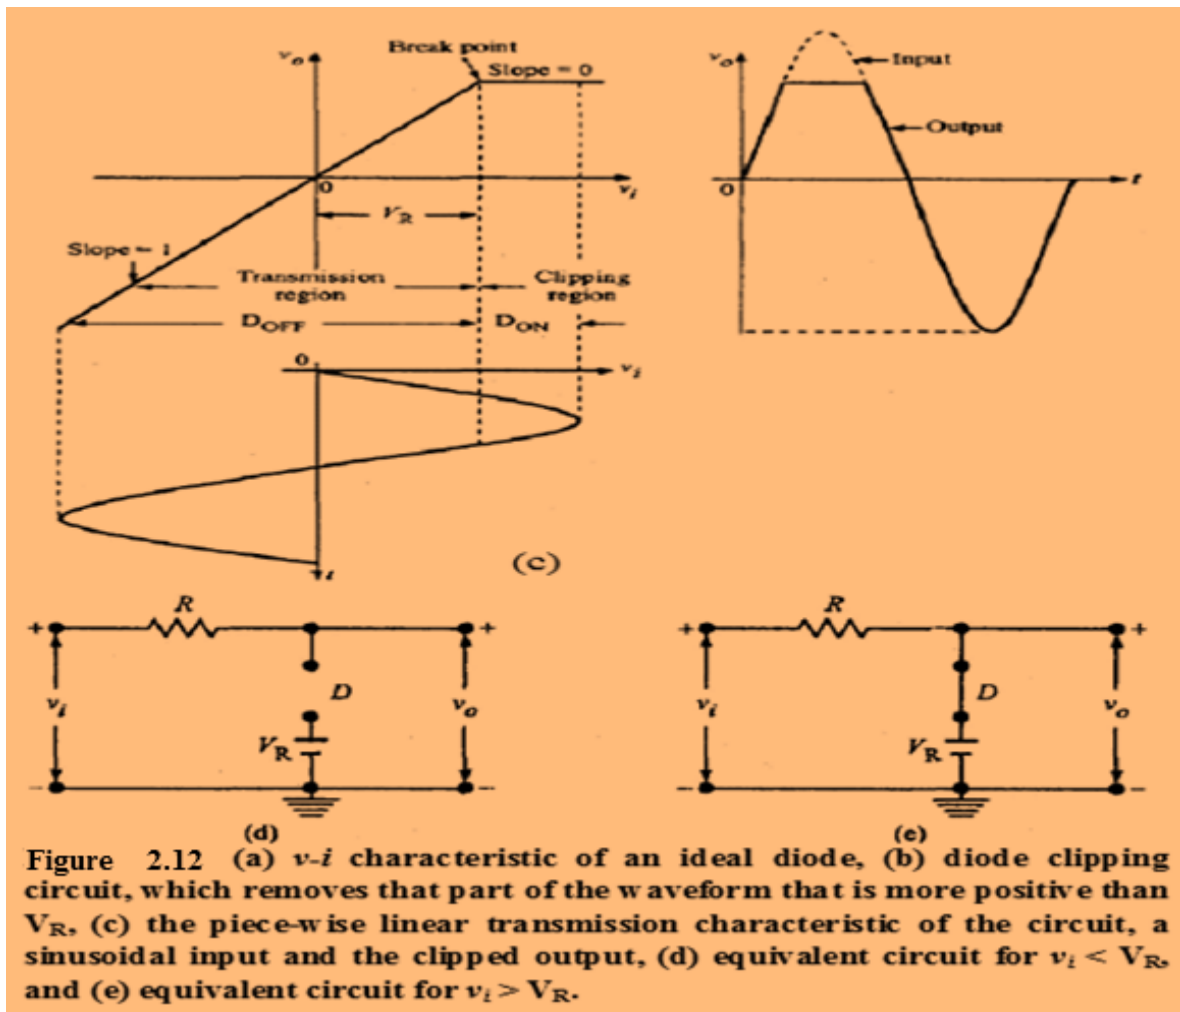 Break point
vo
Slope = 0
0
vi
VR
Slope = 1
Transmission region
Clipping region
DOFF
DON
0
vi
t
(c)
vo
Input
Output
0
t
R
+
+
vi
D
vo
VR
-
-
(d)
R
+
+
vi
D
vo
VR
-
-
(e)
Figure 2.12 (a) v-i characteristic of an ideal diode, (b) diode clipping
circuit, which removes that part of the waveform that is more positive than
VR, (c) the piece-wise linear transmission characteristic of the circuit, a
sinusoidal input and the clipped output, (d) equivalent circuit for vi < VR,
and (e) equivalent circuit for vi > VR.